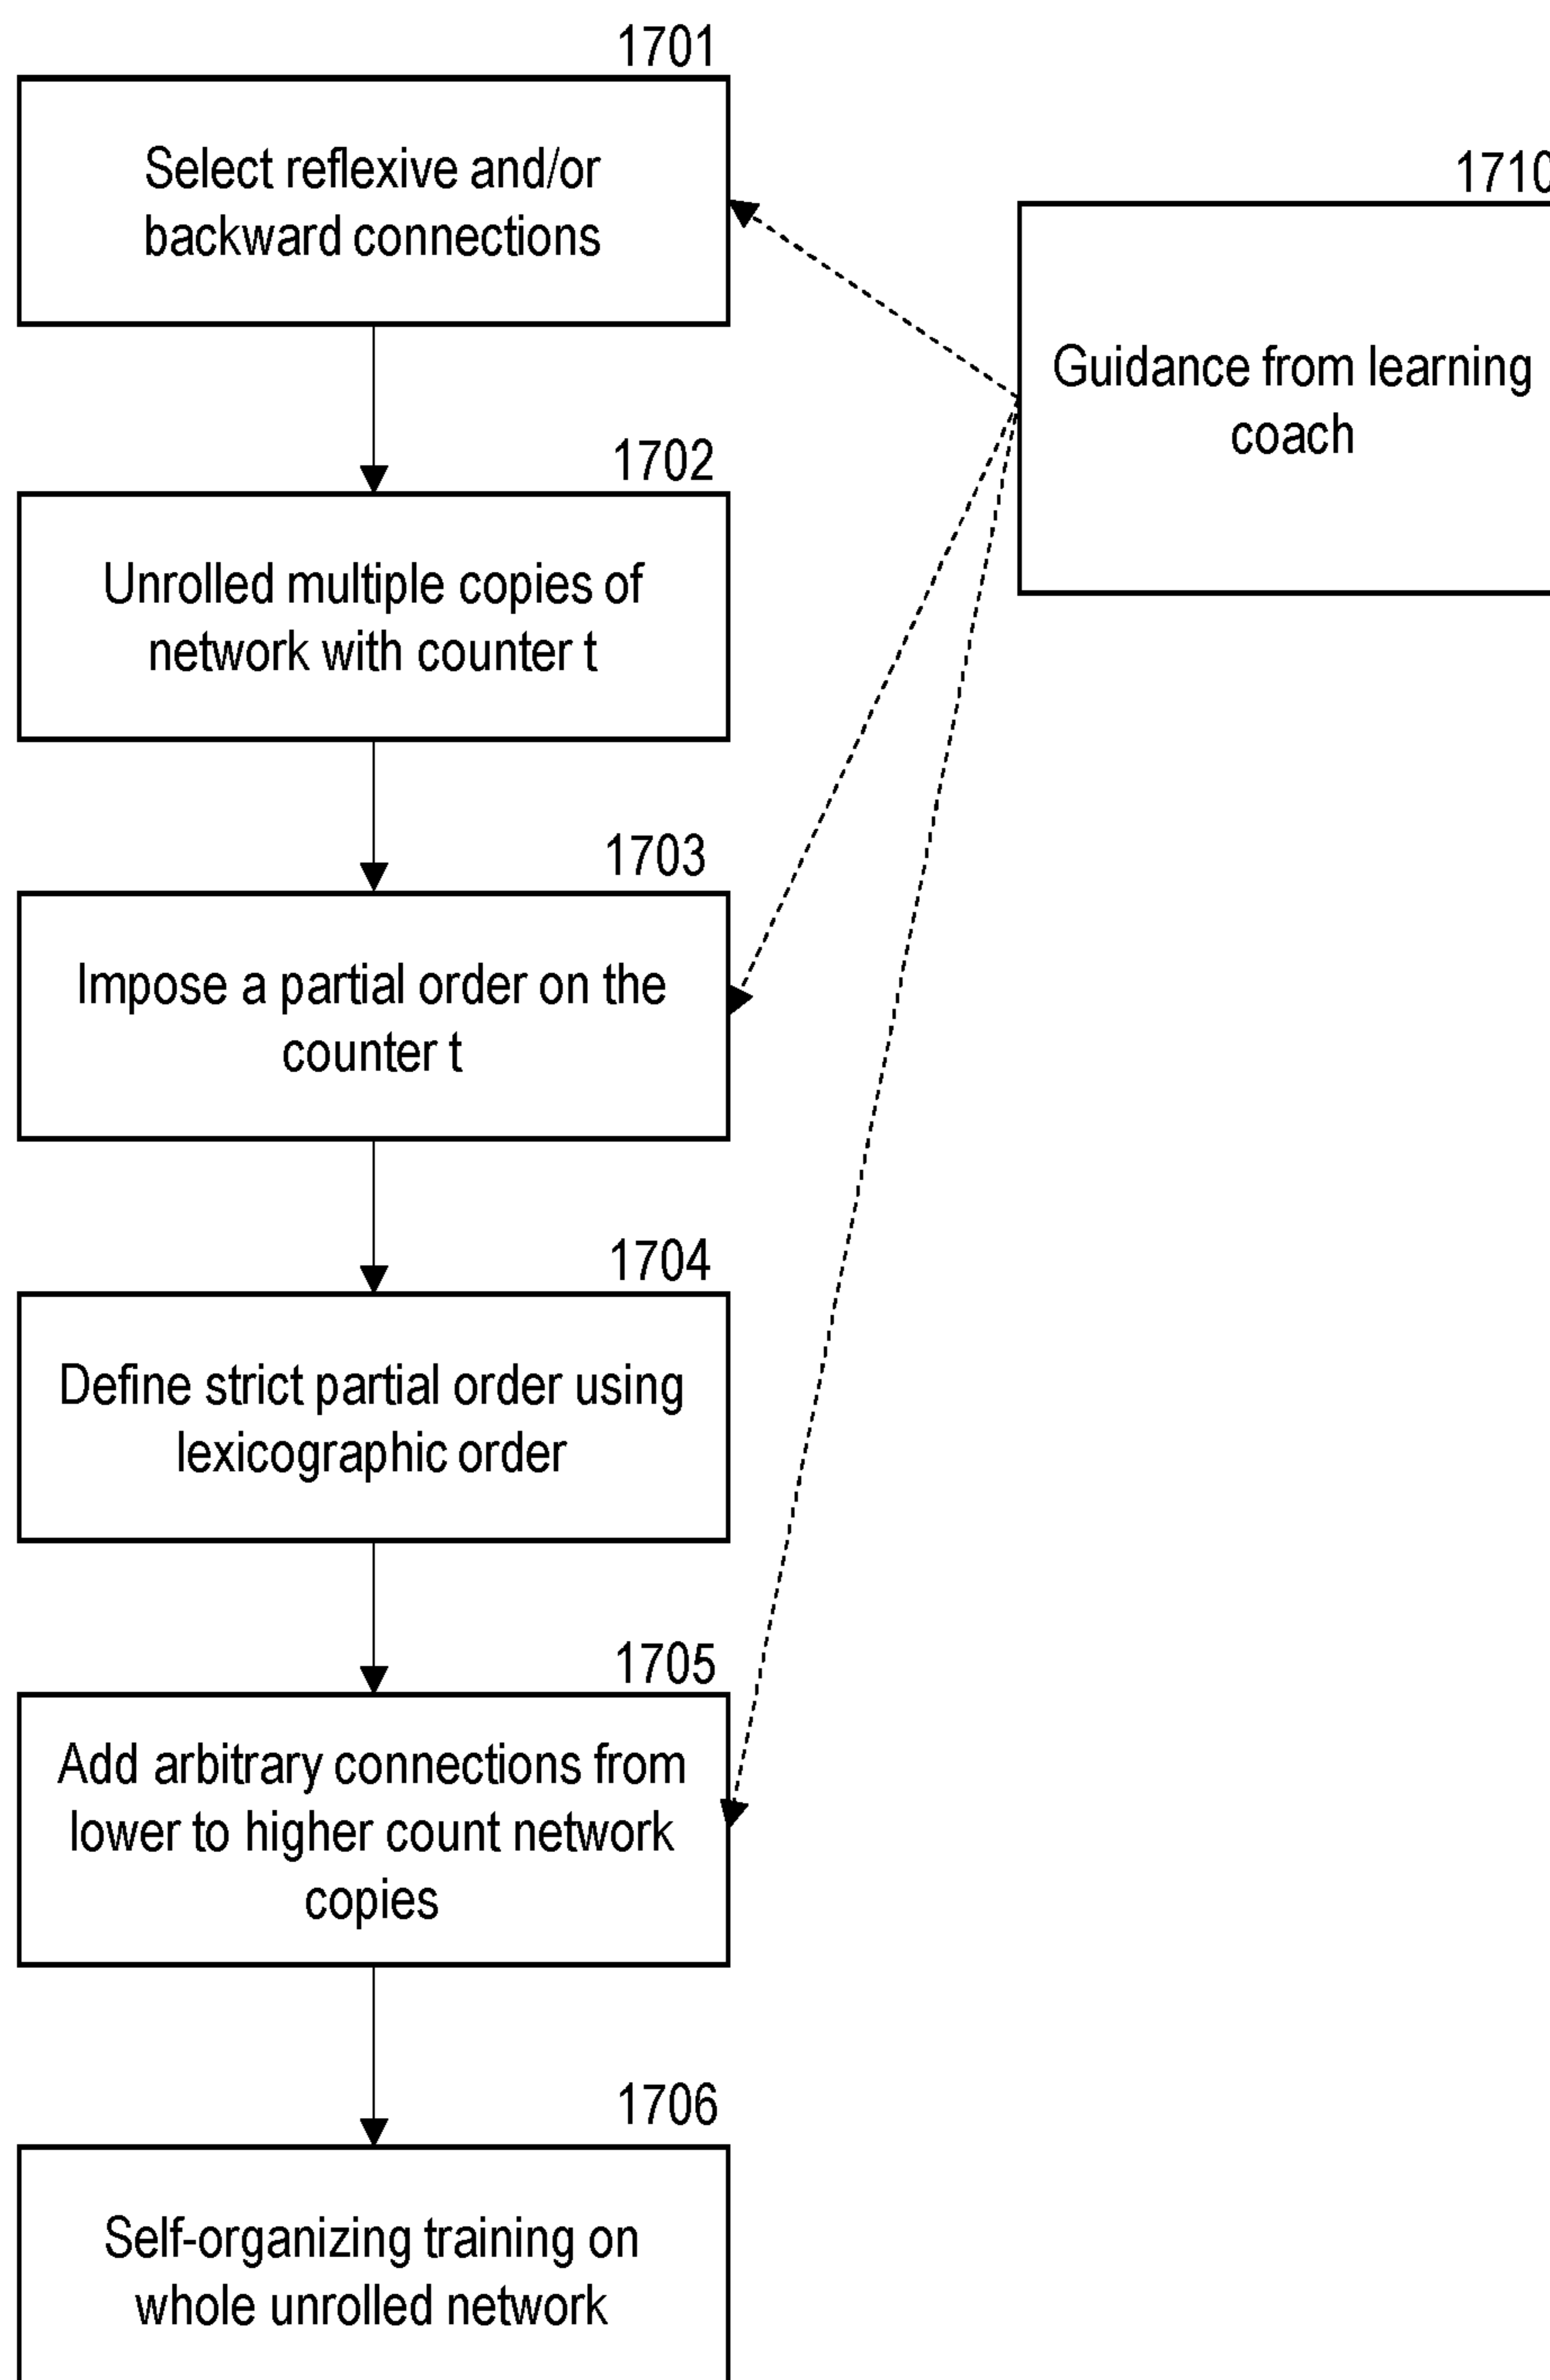 1701
Select reflexive and/or
backward connections
1710
Guidance from learning
coach
1702
Unrolled multiple copies of
network with counter t
1703
Impose a partial order on the
counter t
1704
Define strict partial order using
lexicographic order
1705
Add arbitrary connections from
lower to higher count network
copies
1706
Self-organizing training on
whole unrolled network